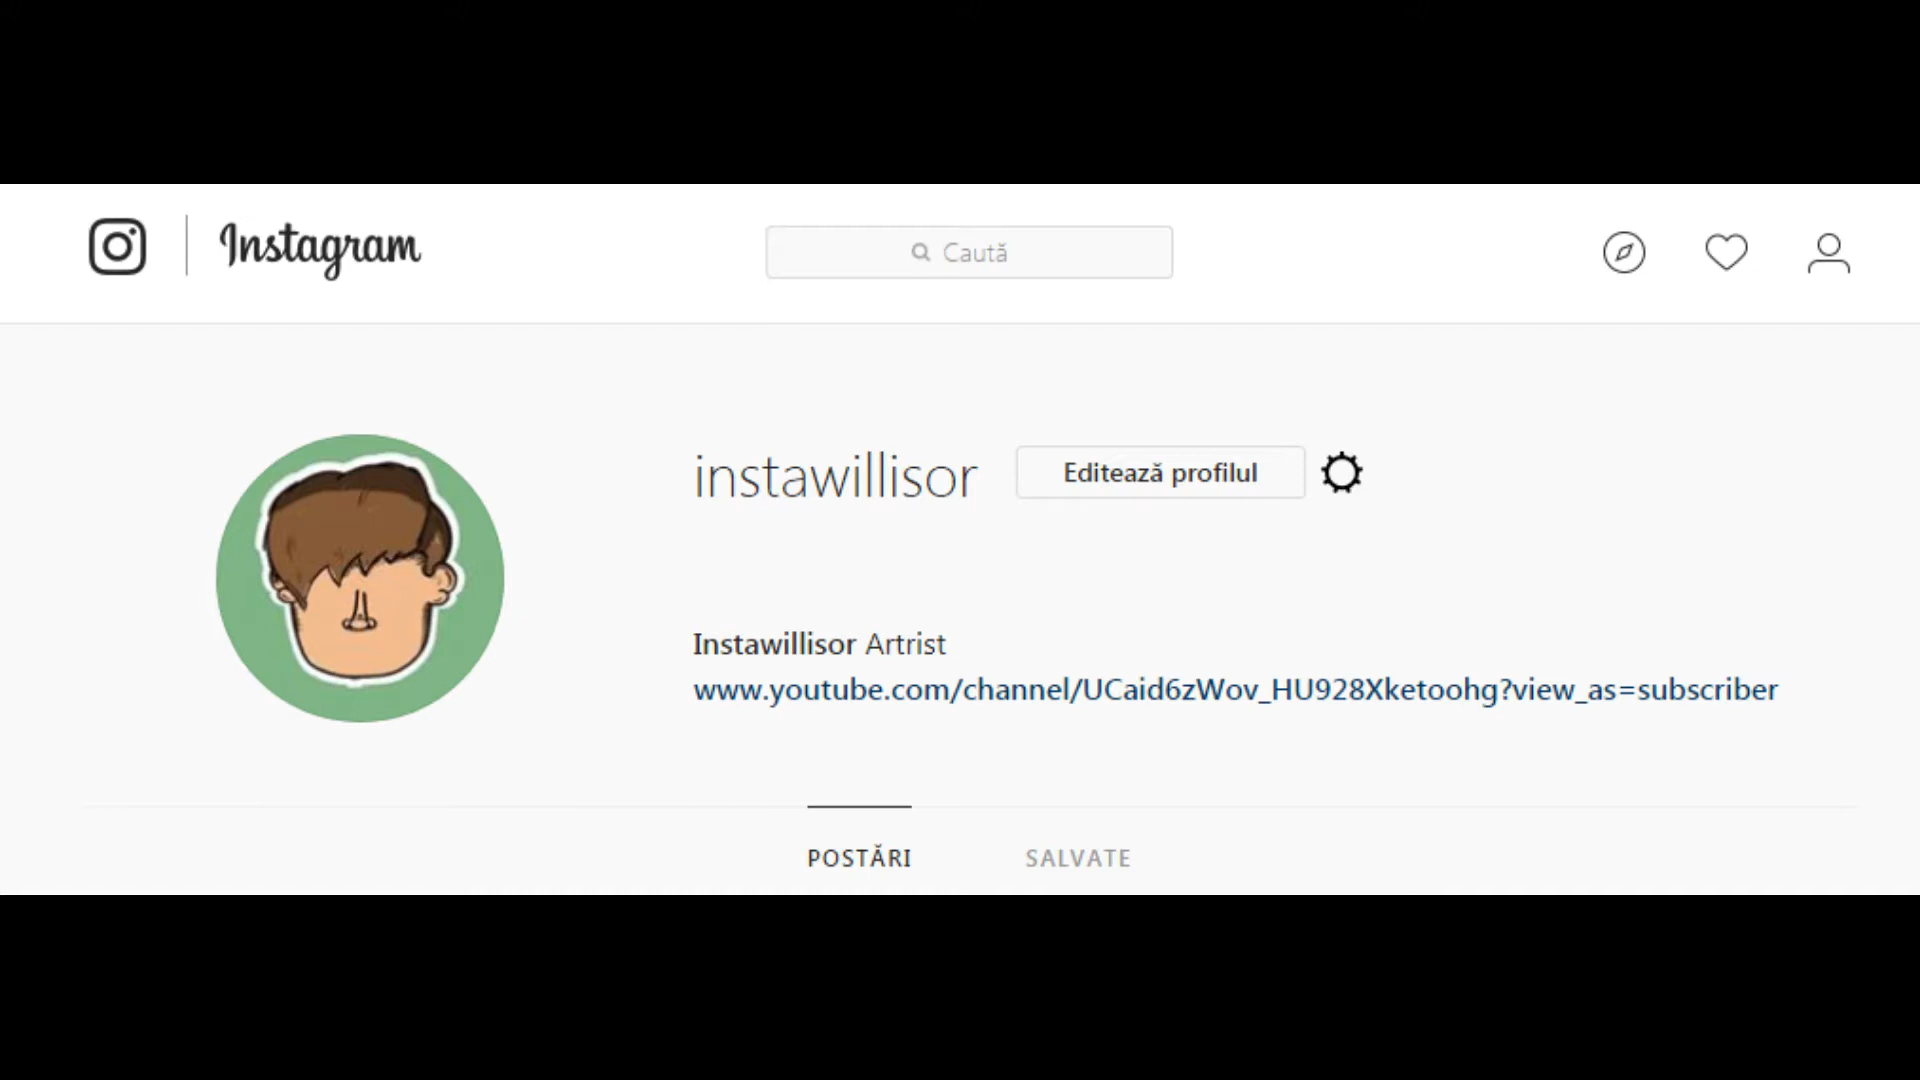 Instagram
Caută
instawillisor
Editează profilul
Instawillisor Artrist
www.youtube.com/channel/UCaid6zWov_HU928Xketoohg?view_as=subscriber
POSTĂRI
SALVATE